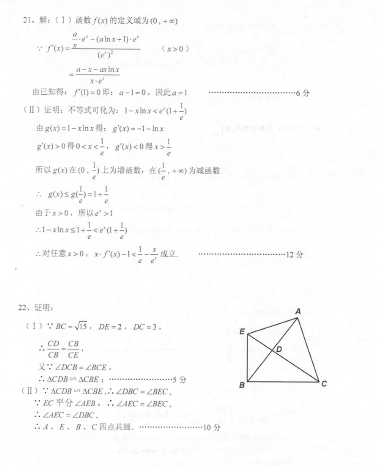 21、解：（Ⅰ）函数 f(x) 的定义域为(0, +∞)
∵ f'(x) = (a/x · e^x − (a ln x + 1) · e^x) / (e^x)^2 （x > 0）
= (a − x − ax ln x) / (x · e^x)
由已知得：f'(1) = 0 即：a − 1 = 0，因此 a = 1 ……………………6 分
（Ⅱ）证明：不等式可化为：1 − x ln x < e^x(1 + 1/e)
由 g(x) = 1 − x ln x 得：g'(x) = −1 − ln x
g'(x) > 0 得 0 < x < 1/e，g'(x) < 0 得 x > 1/e
所以 g(x) 在 (0, 1/e) 上为增函数，在(1/e, +∞) 为减函数
∴ g(x) ≤ g(1/e) = 1 + 1/e
由于 x > 0，所以 e^x > 1
∴ 1 − x ln x ≤ 1 + 1/e < e^x(1 + 1/e)
∴ 对任意 x > 0，x · f'(x) − 1 < 1/e − x/e^x 成立. ……………………12 分
22、证明：
（Ⅰ）∵ BC = √15，DE = 2，DC = 3，
∴ CD/CB = CB/CE，
又∵ ∠DCB = ∠BCE，
∴ △CDB ∽ △CBE；……………………5 分
（Ⅱ）∵ △CDB ∽ △CBE，∴ ∠DBC = ∠BEC，
∵ EC 平分 ∠AEB，∴ ∠AEC = ∠BEC，
∴ ∠AEC = ∠DBC，
∴ A、E、B、C 四点共圆. ……………………10 分
A
E
D
B
C